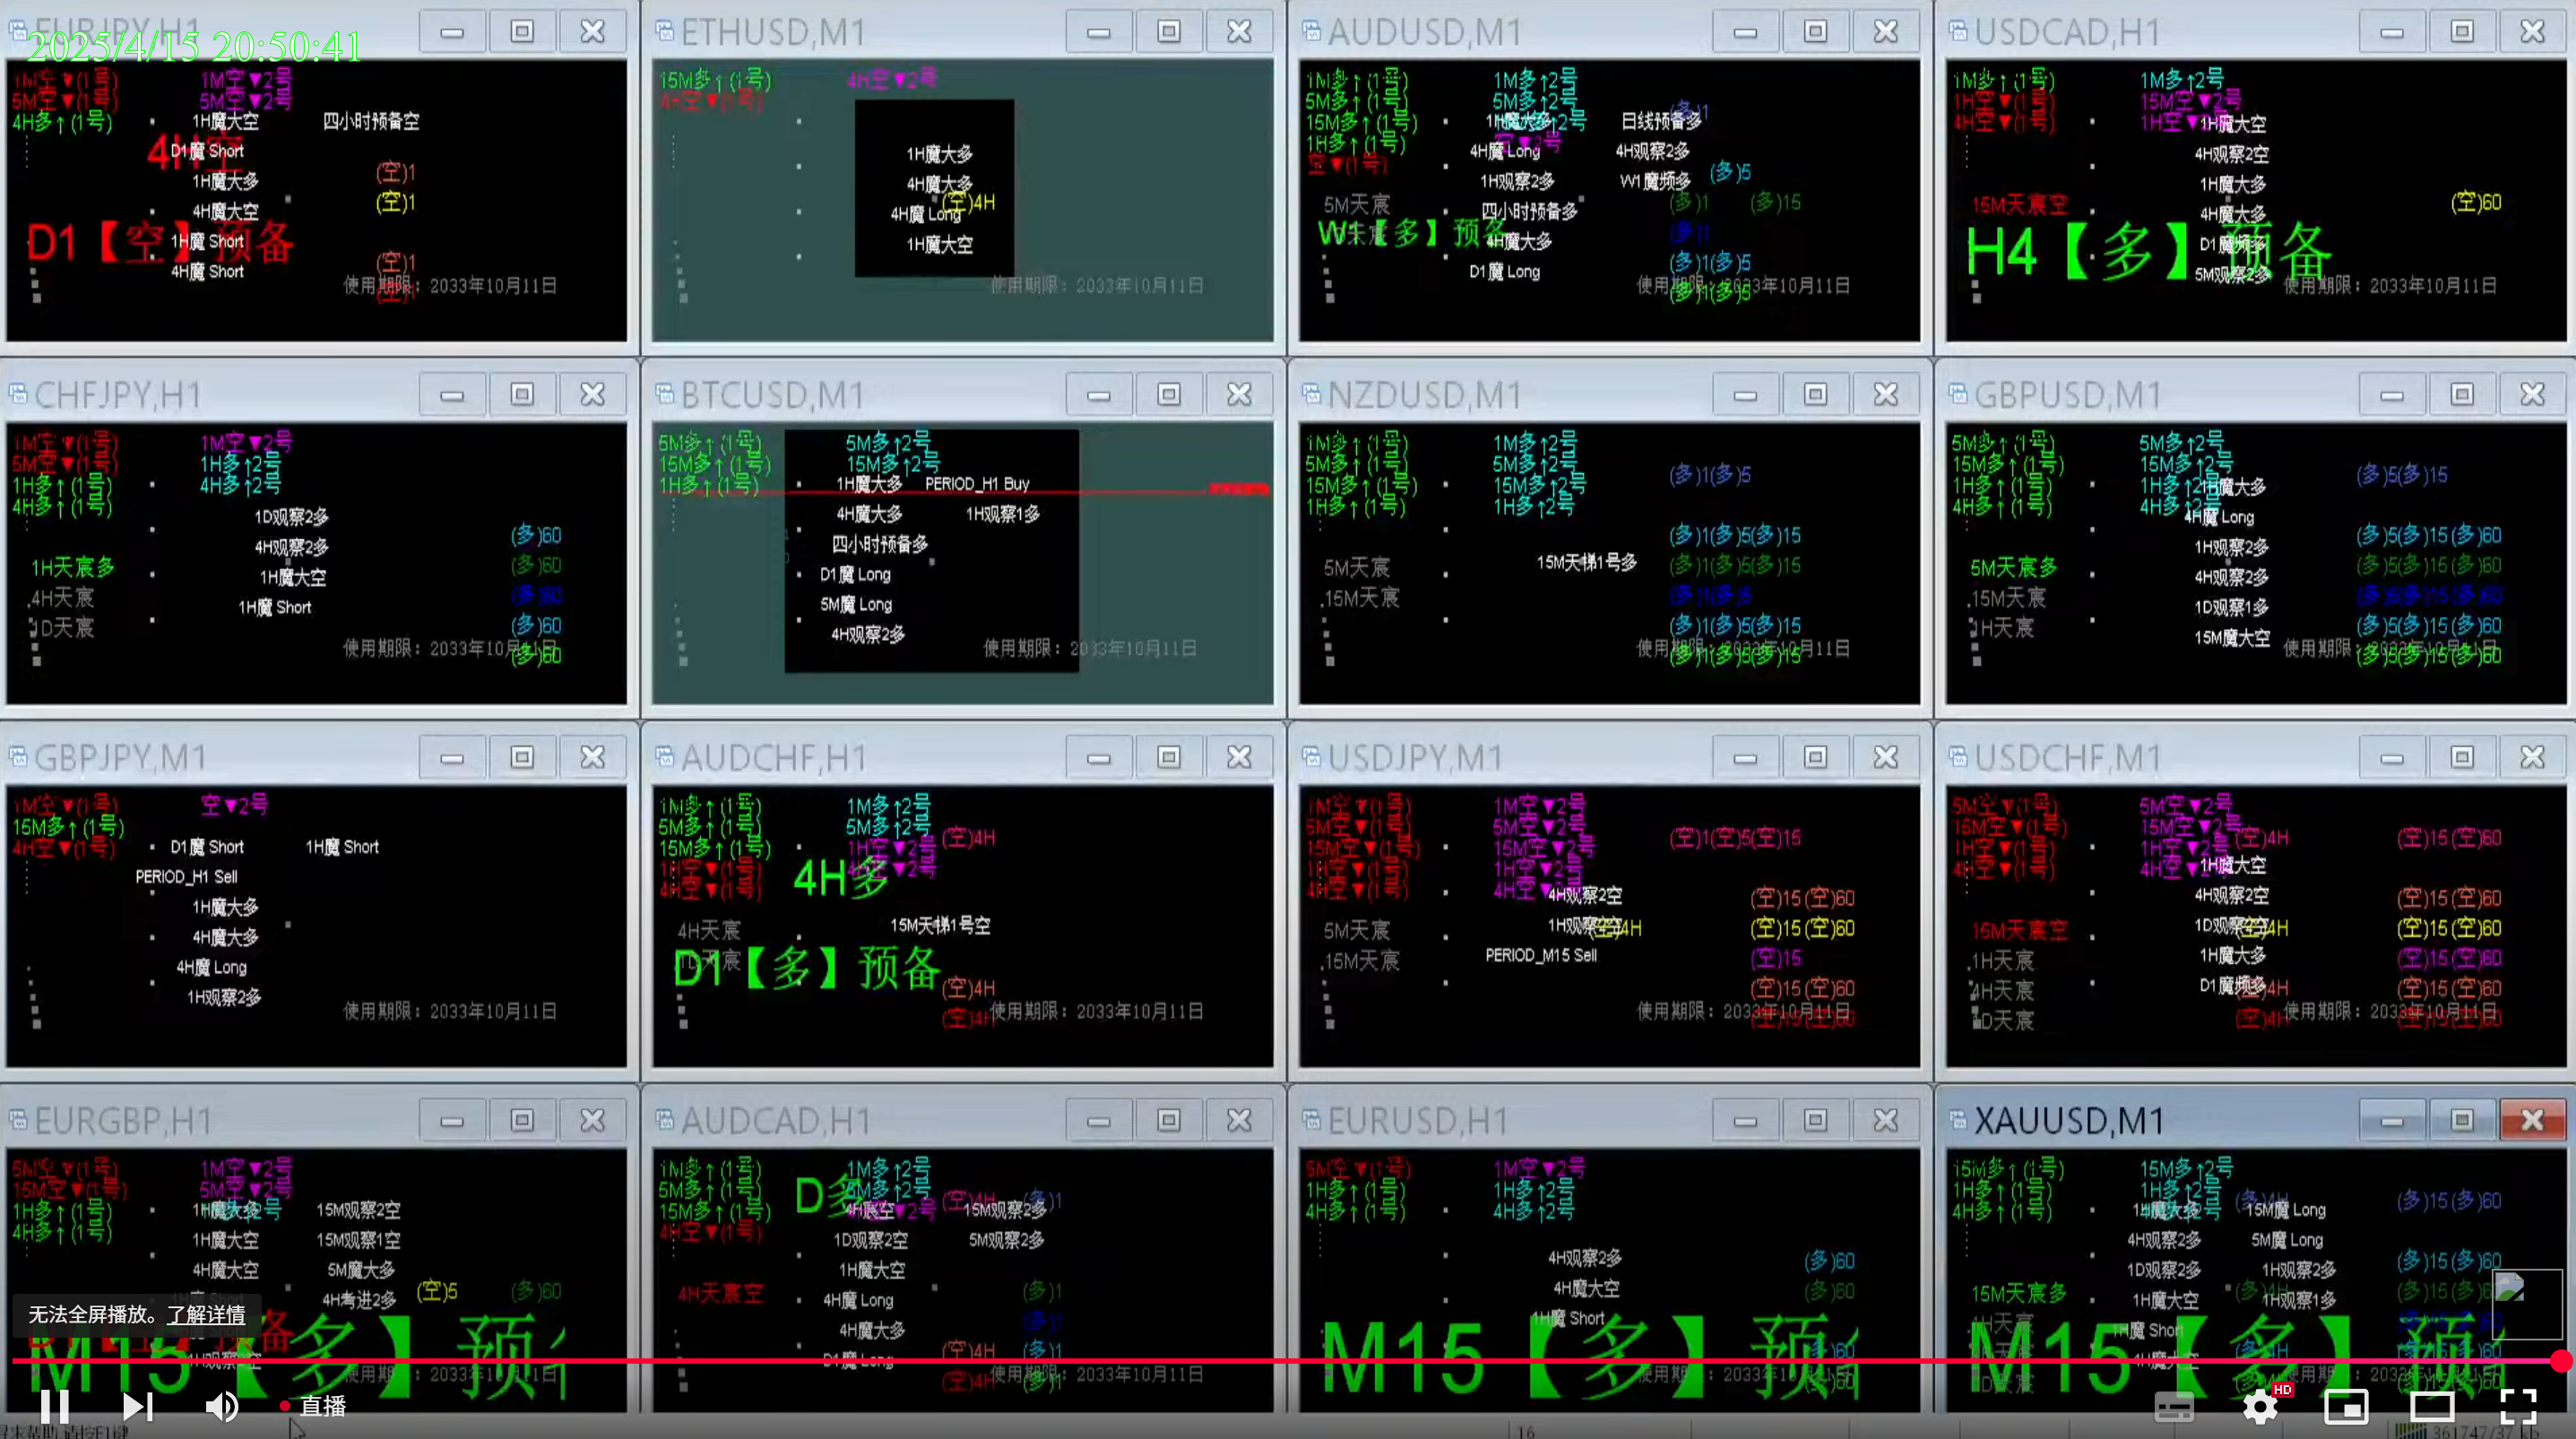 EURJPY,H1
2025/4/15 20:50:41
1M空▼(1号) 1M空▼2号
5M空▼(1号) 5M空▼2号
4H多↑(1号) 1H魔大空 四小时预备空
D1魔 Short
1H魔大多 (空)1
4H魔大空 (空)1
D1【空】预备
1H魔 Short
4H魔 Short (空)1
使用期限：2033年10月11日
ETHUSD,M1
15M多↑(1号) 4H空▼2号
4H空▼(1号)
1H魔大多
4H魔大多
(空)4H
4H魔 Long
1H魔大空
使用期限：2033年10月11日
AUDUSD,M1
1M多↑(1号) 1M多↑2号
5M多↑(1号) 5M多↑2号
15M多↑(1号) 日线预备多
1H多↑(1号)
4H魔 Long 4H观察2多
空▼(1号) (多)5
1H观察2多 W1魔频多
5M天宸 四小时预备多 (多)1 (多)15
W1【多】预备
4H魔大多
D1魔 Long (多)1(多)5
使用期限：2033年10月11日
USDCAD,H1
1M多↑(1号) 1M多↑2号
1H空▼(1号) 15M空▼2号
4H空▼(1号) 1H空▼2号
1H魔大空
4H观察2空
1H魔大多
15M天宸空 4H魔大多 (空)60
H4【多】预备
D1魔频多
5M观察2多
使用期限：2033年10月11日
CHFJPY,H1
1M空▼(1号) 1M空▼2号
5M空▼(1号) 1H多↑2号
1H多↑(1号) 4H多↑2号
4H多↑(1号)
1D观察2多 (多)60
4H观察2多
1H天宸多 1H魔大空 (多)60
4H天宸 1H魔 Short (多)60
1D天宸 (多)60
使用期限：2033年10月11日
(多)60
BTCUSD,M1
5M多↑(1号) 5M多↑2号
15M多↑(1号) 15M多↑2号
1H多↑(1号) 1H魔大多 PERIOD_H1 Buy
4H魔大多 1H观察1多
四小时预备多
D1魔 Long
5M魔 Long
4H观察2多
使用期限：2033年10月11日
NZDUSD,M1
1M多↑(1号) 1M多↑2号
5M多↑(1号) 5M多↑2号 (多)1(多)5
15M多↑(1号) 15M多↑2号
1H多↑(1号) 1H多↑2号
(多)1(多)5(多)15
5M天宸 15M天梯1号多 (多)1(多)5(多)15
15M天宸 (多)1(多)5
(多)1(多)5(多)15
使用期限：2033年10月11日
(多)1(多)5(多)15
GBPUSD,M1
5M多↑(1号) 5M多↑2号
15M多↑(1号) 15M多↑2号 (多)5(多)15
1H多↑(1号) 1H多↑2号 1H魔大多
4H多↑(1号) 4H多↑2号
4H魔 Long (多)5(多)15(多)60
1H观察2多
5M天宸多 4H观察2多 (多)5(多)15(多)60
15M天宸 1D观察1多 (多)5(多)15(多)60
1H天宸 15M魔大空 (多)5(多)15(多)60
使用期限：2033年10月11日
(多)5(多)15(多)60
GBPJPY,M1
1M空▼(1号) 空▼2号
15M多↑(1号)
4H空▼(1号) D1魔 Short 1H魔 Short
PERIOD_H1 Sell
1H魔大多
4H魔大多
4H魔 Long
1H观察2多
使用期限：2033年10月11日
AUDCHF,H1
1M多↑(1号) 1M多↑2号
5M多↑(1号) 5M多↑2号 (空)4H
15M多↑(1号) 1H空▼2号
1H空▼(1号) 4H空▼2号
4H空▼(1号)
4H多
4H天宸 15M天梯1号空
1D天宸
D1【多】预备
(空)4H
(空)4H
使用期限：2033年10月11日
USDJPY,M1
1M空▼(1号) 1M空▼2号
5M空▼(1号) 5M空▼2号 (空)1(空)5(空)15
15M空▼(1号) 15M空▼2号
1H空▼(1号) 1H空▼2号
4H空▼(1号) 4H空▼2号
4H观察2空 (空)15(空)60
5M天宸 1H观察 (空)4H (空)15(空)60
15M天宸 PERIOD_M15 Sell (空)15
(空)15(空)60
使用期限：2033年10月11日
(空)15(空)60
USDCHF,M1
5M空▼(1号) 5M空▼2号
15M空▼(1号) 15M空▼2号 (空)4H (空)15(空)60
1H空▼(1号) 1H空▼2号
4H空▼(1号) 4H空▼2号 1H魔大空
4H观察2空 (空)15(空)60
15M天宸空 1D观察 (空)4H (空)15(空)60
1H天宸 1H魔大多 (空)15(空)60
4H天宸 D1魔频多 (空)4H (空)15(空)60
1D天宸 (空)4H
使用期限：2033年10月11日
EURGBP,H1
5M空▼(1号) 1M空▼2号
15M空▼(1号) 5M空▼2号
1H多↑(1号) 1H魔大多 15M观察2空
4H多↑(1号)
1H魔大空 15M观察1空
4H魔大空 5M魔大多
4H考进2多 (空)5 (多)60
无法全屏播放。了解详情
M15【多】预
使用期限：2033年10月11日
AUDCAD,H1
1M多↑(1号) 1M多↑2号
5M多↑(1号) 5M多↑2号
D多
15M多↑(1号) (空)4H (多)1
15M观察2多
4H空▼(1号)
1D观察2空 5M观察2多
1H魔大空
4H天宸空 4H魔 Long (多)1
4H魔大多
D1魔 Long (空)4H (多)1
(空)4H (多)1
使用期限：2033年10月11日
EURUSD,H1
5M空▼(1号) 1M空▼2号
1H多↑(1号) 1H多↑2号
4H多↑(1号) 4H多↑2号
4H观察2多 (多)60
4H魔大空 (多)60
1H魔 Short
M15【多】预
(多)60
使用期限：2033年10月11日
XAUUSD,M1
15M多↑(1号) 15M多↑2号
1H多↑(1号) 1H多↑2号 (多)4H (多)15(多)60
4H多↑(1号) 1H魔大多 15M魔 Long
4H观察2多 5M魔 Long
1D观察2多 1H观察2多 (多)15(多)60
15M天宸多 1H魔大空 1H观察1多
4H天宸 1H魔 Short
M15【多】预
4H魔大
1D天宸
直播
HD
16
361747/37 kb